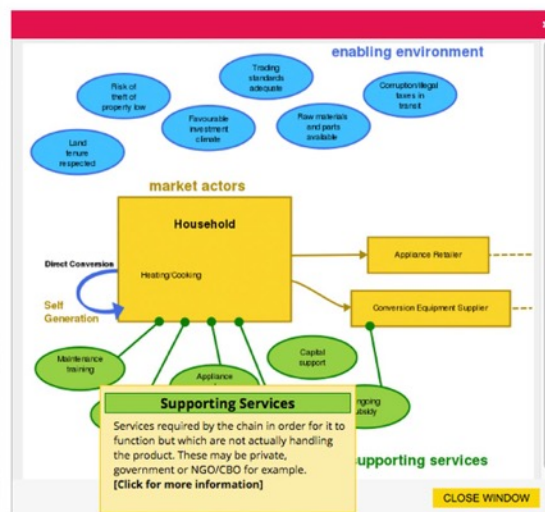 enabling environment
Trading
standards
adequate
Risk of
theft of
property low
Corruption/illegal
taxes in
transit
Favourable
investment
climate
Raw materials
and parts
available
Land
tenure
respected
market actors
Household
Direct Conversion
Heating/Cooking
Self
Generation
Appliance Retailer
Conversion Equipment Supplier
Maintenance
training
Capital
support
Appliance
Supporting Services
Services required by the chain in order for it to
function but which are not actually handling
the product. These may be private,
government or NGO/CBO for example.
[Click for more information]
supporting services
CLOSE WINDOW